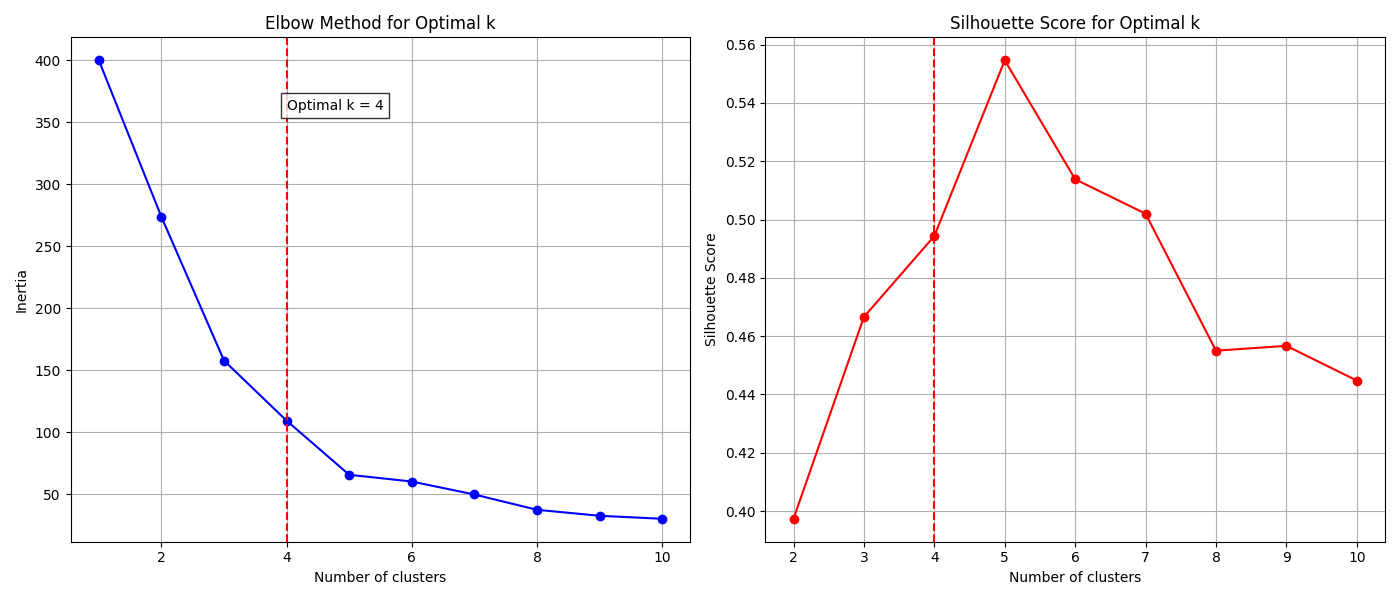 Elbow Method for Optimal k
400
350
300
250
200
150
100
50
Inertia
Optimal k = 4
2 4 6 8 10
Number of clusters
Silhouette Score for Optimal k
0.56
0.54
0.52
0.50
0.48
0.46
0.44
0.42
0.40
Silhouette Score
2 3 4 5 6 7 8 9 10
Number of clusters